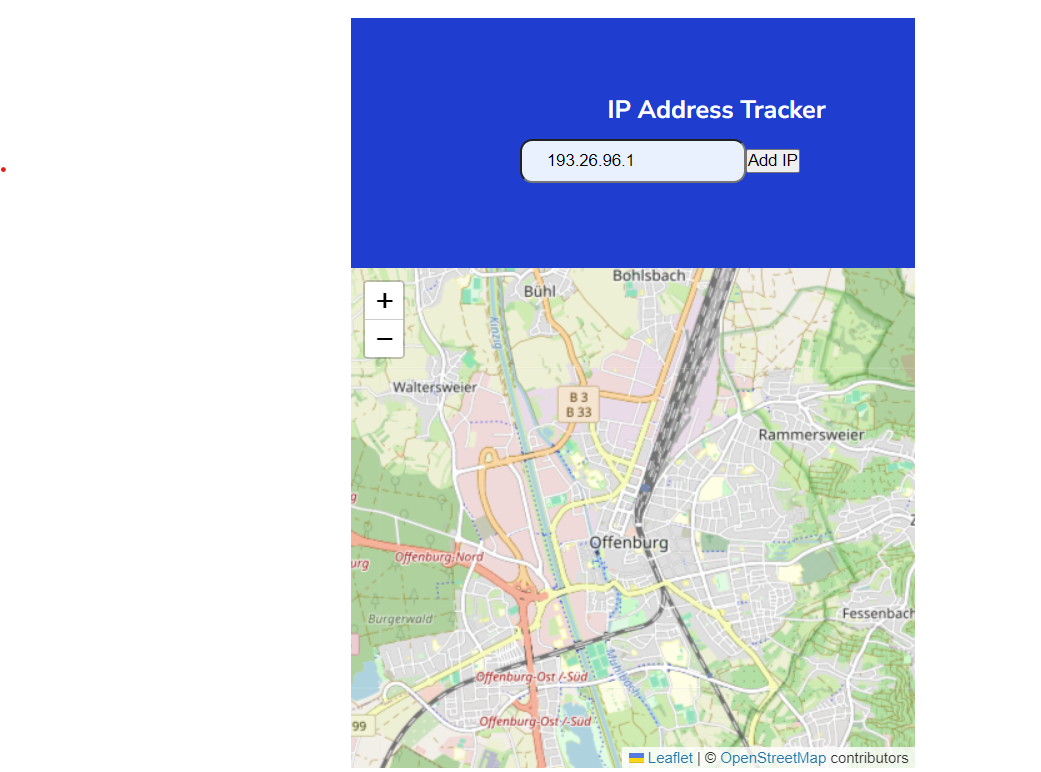 IP Address Tracker
193.26.96.1
Add IP
+
−
Bohlsbach
Bühl
Kinzig
Waltersweier
B 3
B 33
Rammersweier
Offenburg
Offenburg-Nord
urg
Burgerwald
Fessenbach
Mühlbach
Offenburg-Ost /-Süd
Offenburg-Ost /-Süd
99
Leaflet | © OpenStreetMap contributors